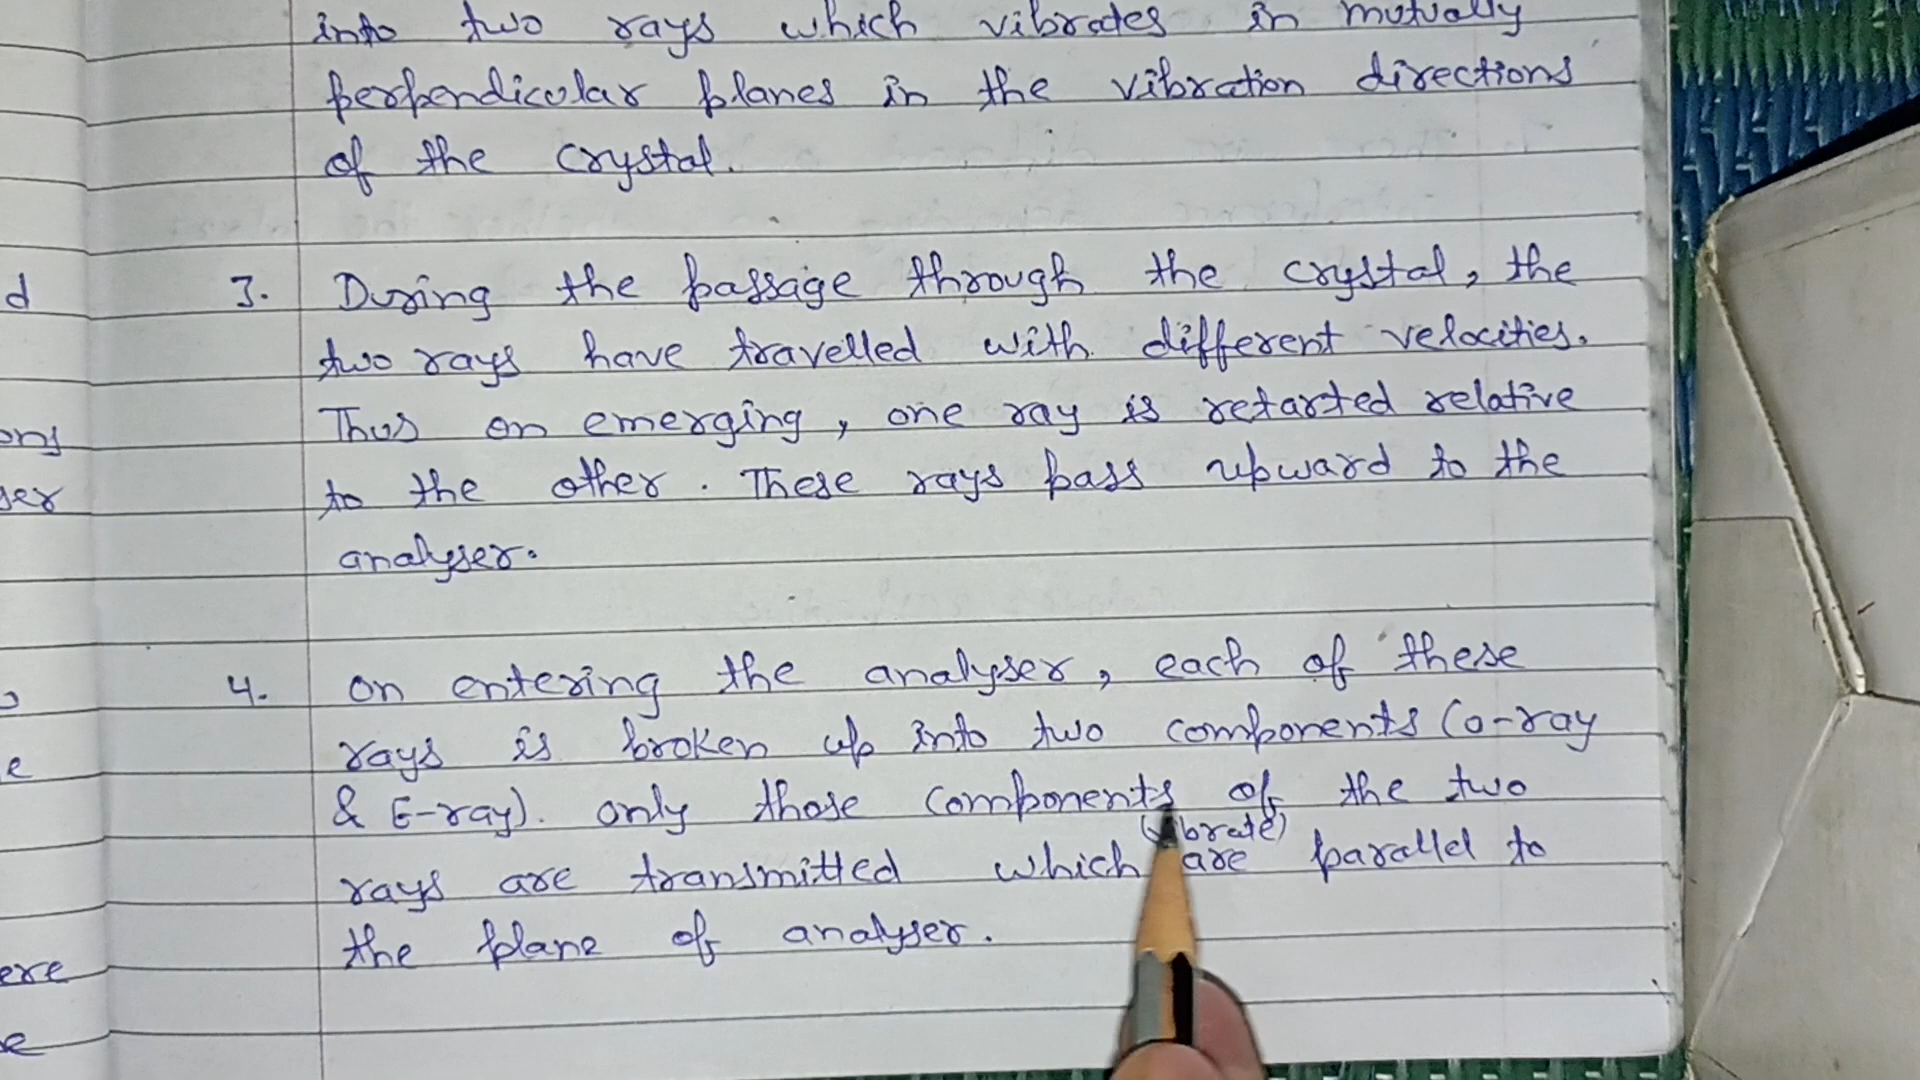 into two rays which vibrates in mutually
perpendicular planes in the vibration directions
of the crystal.
d
3. During the passage through the crystal, the
two rays have travelled with different velocities.
Thus on emerging, one ray is retarted relative
ons
to the other. These rays pass upward to the
ser
analyser.
4. On entering the analyser, each of these
rays is broken up into two components (O-ray
e
& E-ray). Only those components of the two
(vibrate)
rays are transmitted which are parallel to
the plane of analyser.
ere
e